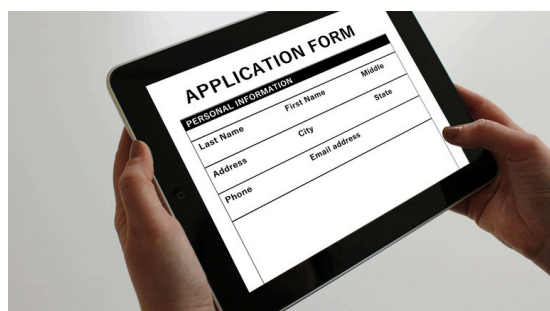 APPLICATION FORM
PERSONAL INFORMATION
Last Name First Name Middle
Address City State
Phone Email address